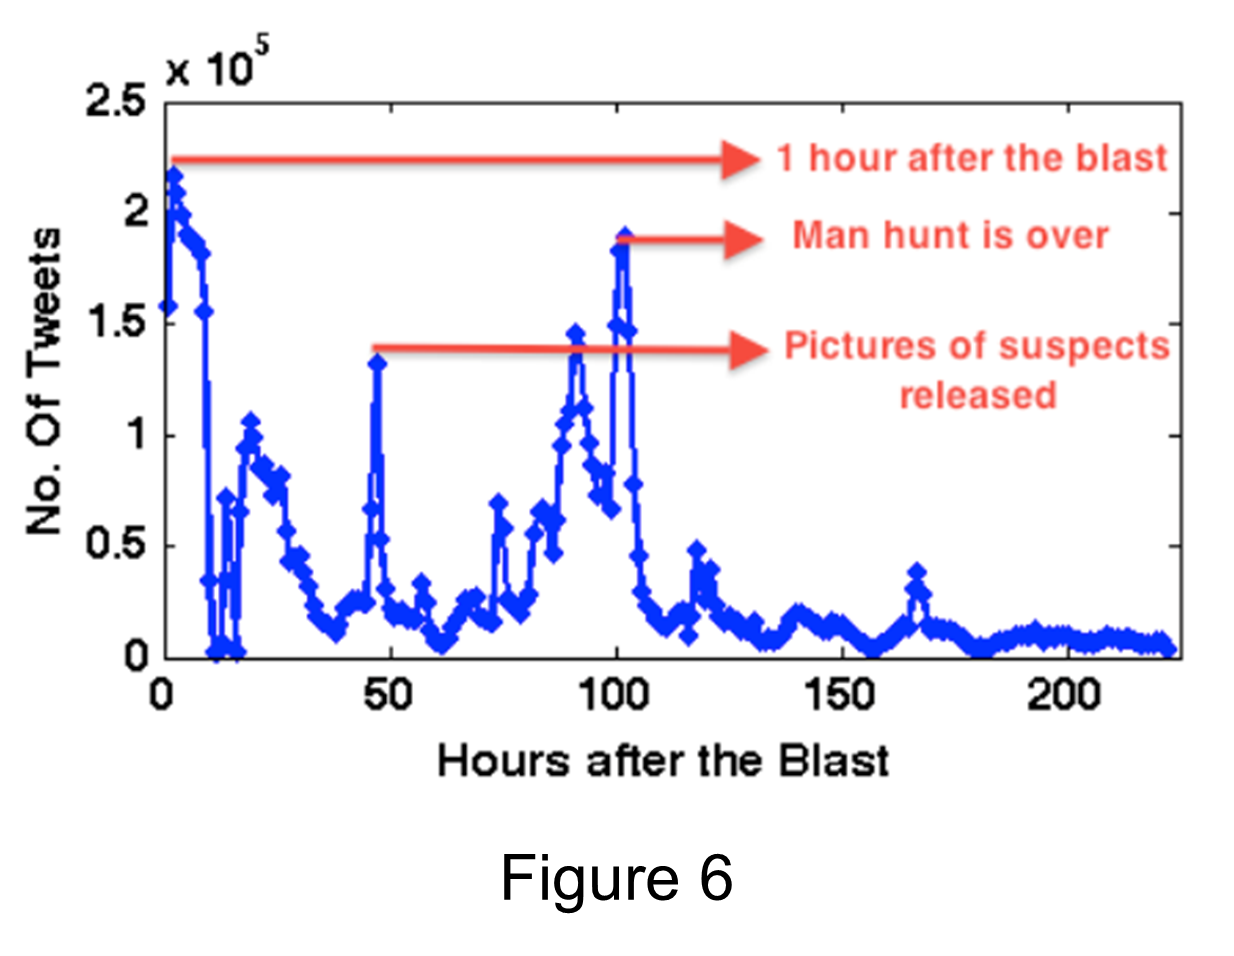 x 10^5
2.5
2
1.5
1
0.5
0
No. Of Tweets
1 hour after the blast
Man hunt is over
Pictures of suspects
released
0 50 100 150 200
Hours after the Blast
Figure 6